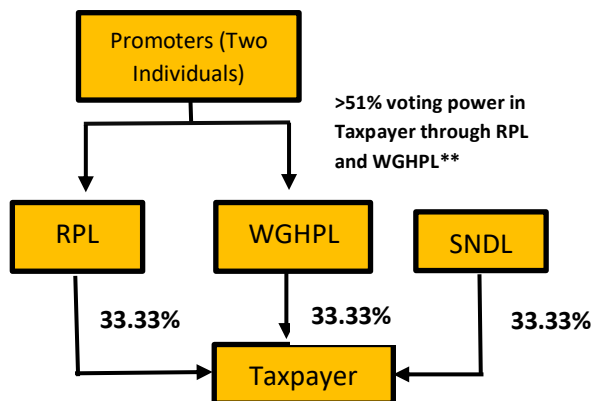 Promoters (Two
Individuals)
>51% voting power in
Taxpayer through RPL
and WGHPL**
RPL
WGHPL
SNDL
33.33%
33.33%
33.33%
Taxpayer